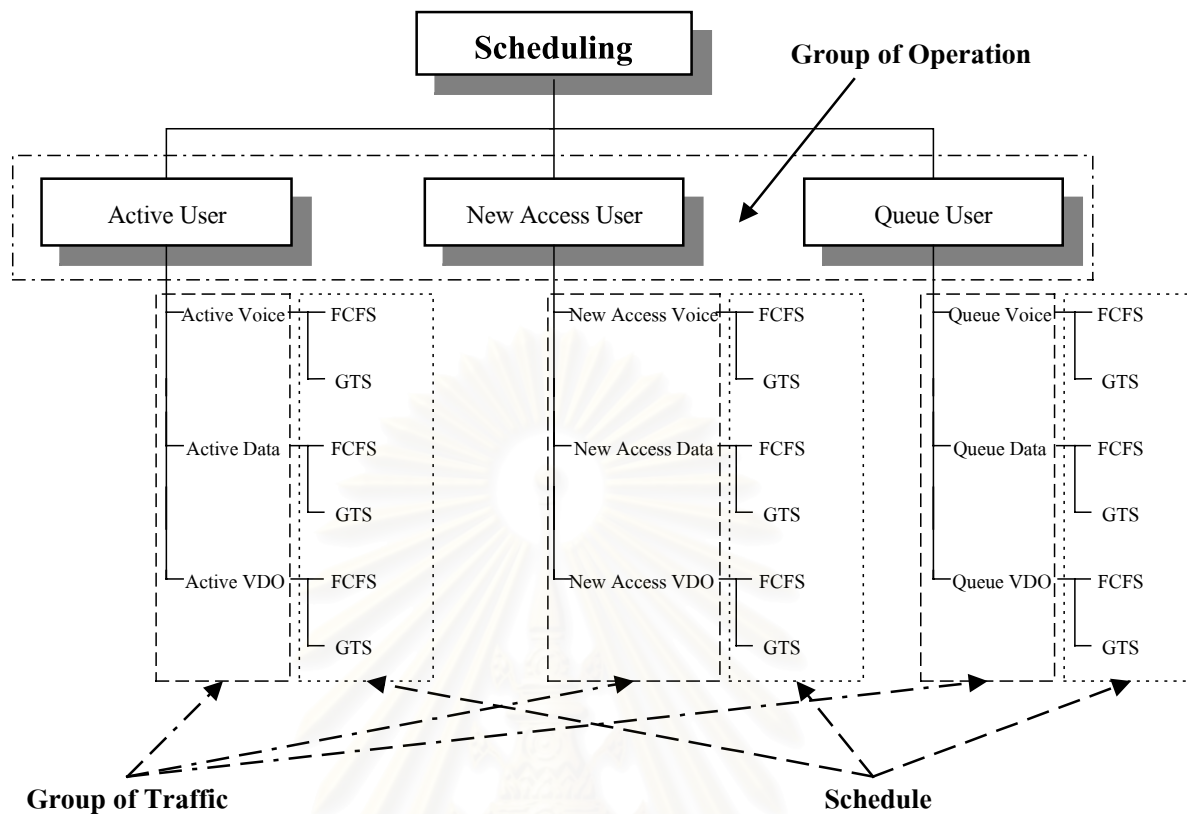 Scheduling
Group of Operation
Active User
New Access User
Queue User
Active Voice FCFS New Access Voice FCFS Queue Voice FCFS
GTS GTS GTS
Active Data FCFS New Access Data FCFS Queue Data FCFS
GTS GTS GTS
Active VDO FCFS New Access VDO FCFS Queue VDO FCFS
GTS GTS GTS
Group of Traffic
Schedule